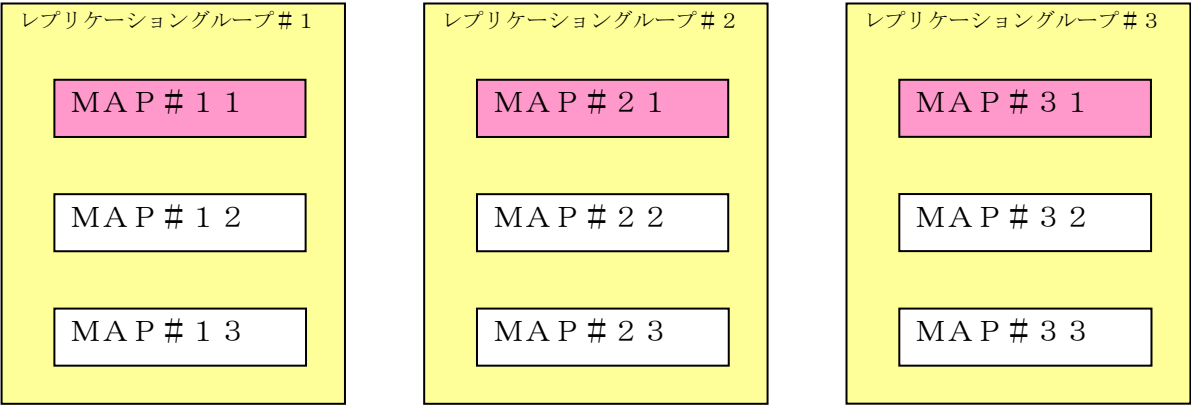 レプリケーショングループ＃１
ＭＡＰ＃１１
ＭＡＰ＃１２
ＭＡＰ＃１３
レプリケーショングループ＃２
ＭＡＰ＃２１
ＭＡＰ＃２２
ＭＡＰ＃２３
レプリケーショングループ＃３
ＭＡＰ＃３１
ＭＡＰ＃３２
ＭＡＰ＃３３